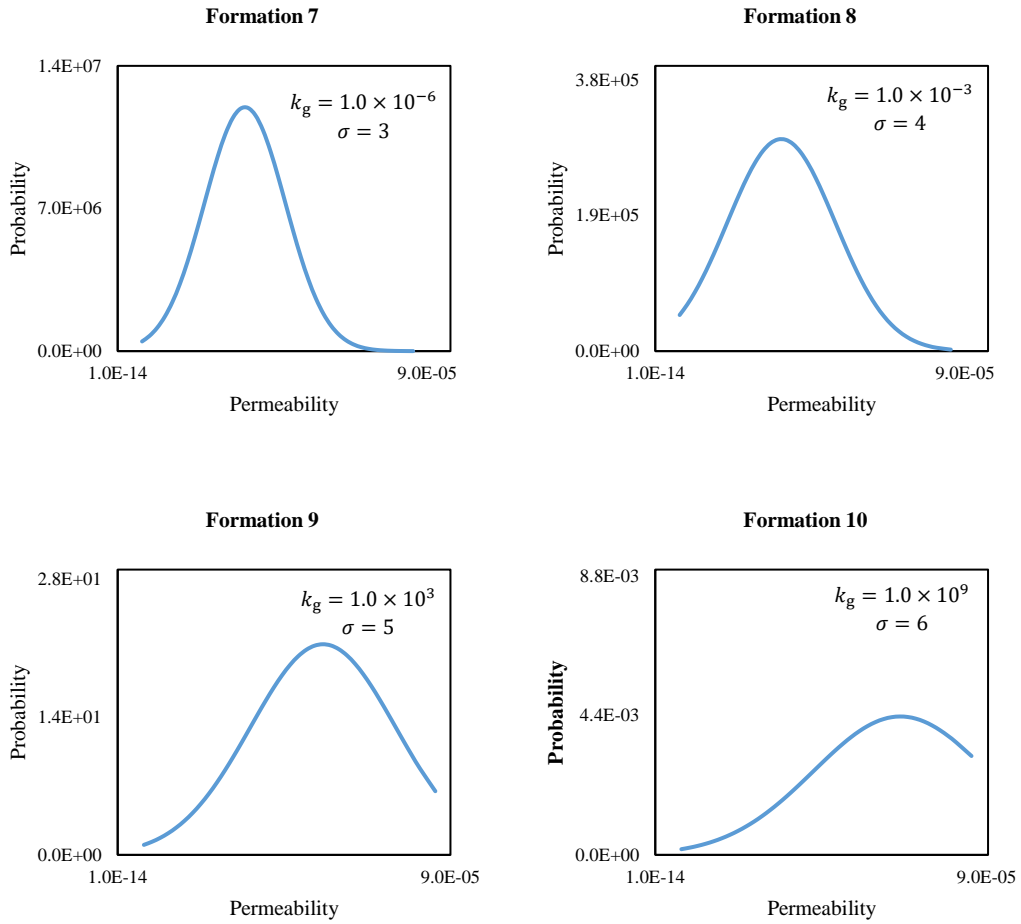 Formation 7
1.4E+07
7.0E+06
0.0E+00
Probability
k_g = 1.0 × 10⁻⁶
σ = 3
1.0E-14
9.0E-05
Permeability
Formation 8
3.8E+05
1.9E+05
0.0E+00
Probability
k_g = 1.0 × 10⁻³
σ = 4
1.0E-14
9.0E-05
Permeability
Formation 9
2.8E+01
1.4E+01
0.0E+00
Probability
k_g = 1.0 × 10³
σ = 5
1.0E-14
9.0E-05
Permeability
Formation 10
8.8E-03
4.4E-03
0.0E+00
Probability
k_g = 1.0 × 10⁹
σ = 6
1.0E-14
9.0E-05
Permeability